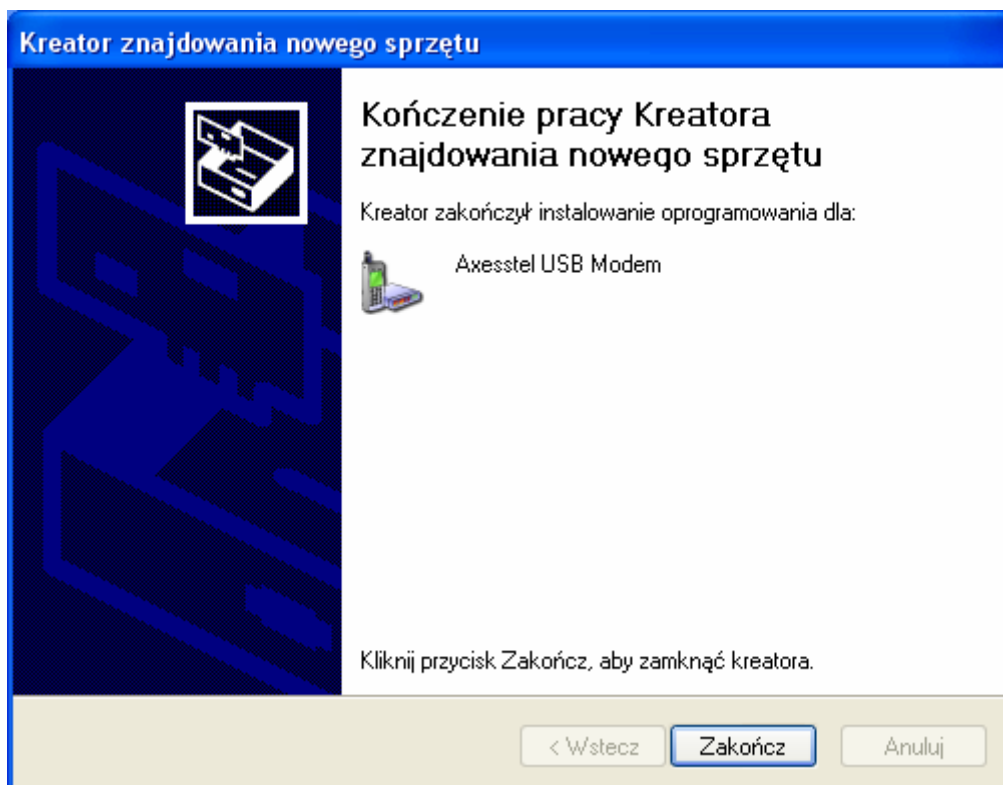 Kreator znajdowania nowego sprzętu
Kończenie pracy Kreatora
znajdowania nowego sprzętu
Kreator zakończył instalowanie oprogramowania dla:
Axesstel USB Modem
Kliknij przycisk Zakończ, aby zamknąć kreatora.
< Wstecz
Zakończ
Anuluj